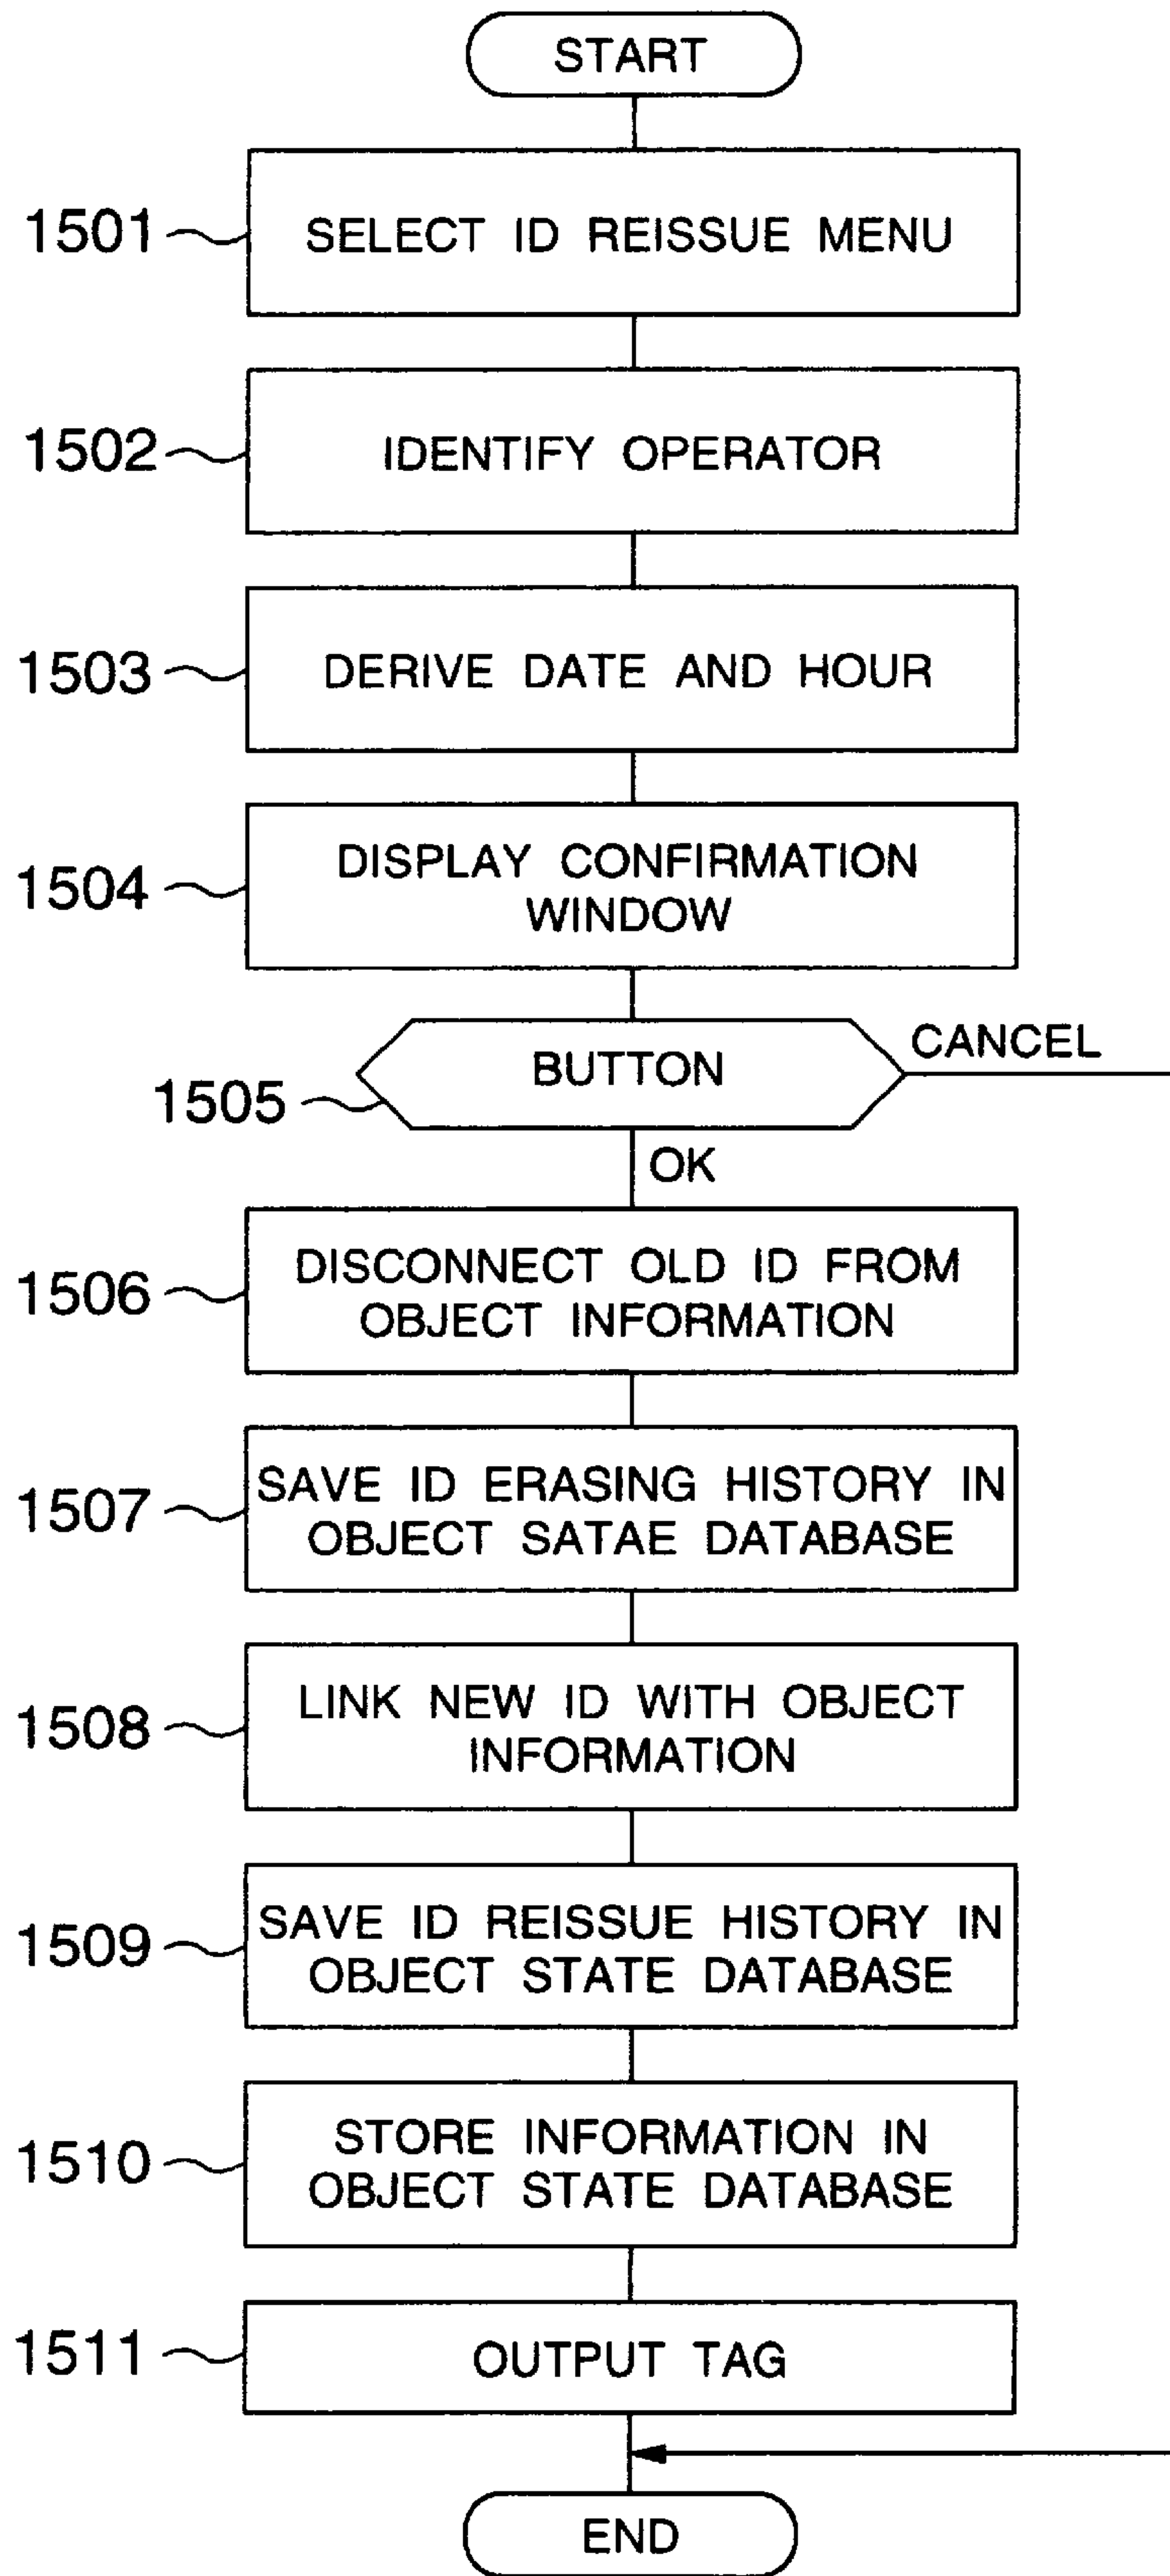 START
1501
SELECT ID REISSUE MENU
1502
IDENTIFY OPERATOR
1503
DERIVE DATE AND HOUR
1504
DISPLAY CONFIRMATION
WINDOW
1505
BUTTON
CANCEL
OK
1506
DISCONNECT OLD ID FROM
OBJECT INFORMATION
1507
SAVE ID ERASING HISTORY IN
OBJECT SATAE DATABASE
1508
LINK NEW ID WITH OBJECT
INFORMATION
1509
SAVE ID REISSUE HISTORY IN
OBJECT STATE DATABASE
1510
STORE INFORMATION IN
OBJECT STATE DATABASE
1511
OUTPUT TAG
END